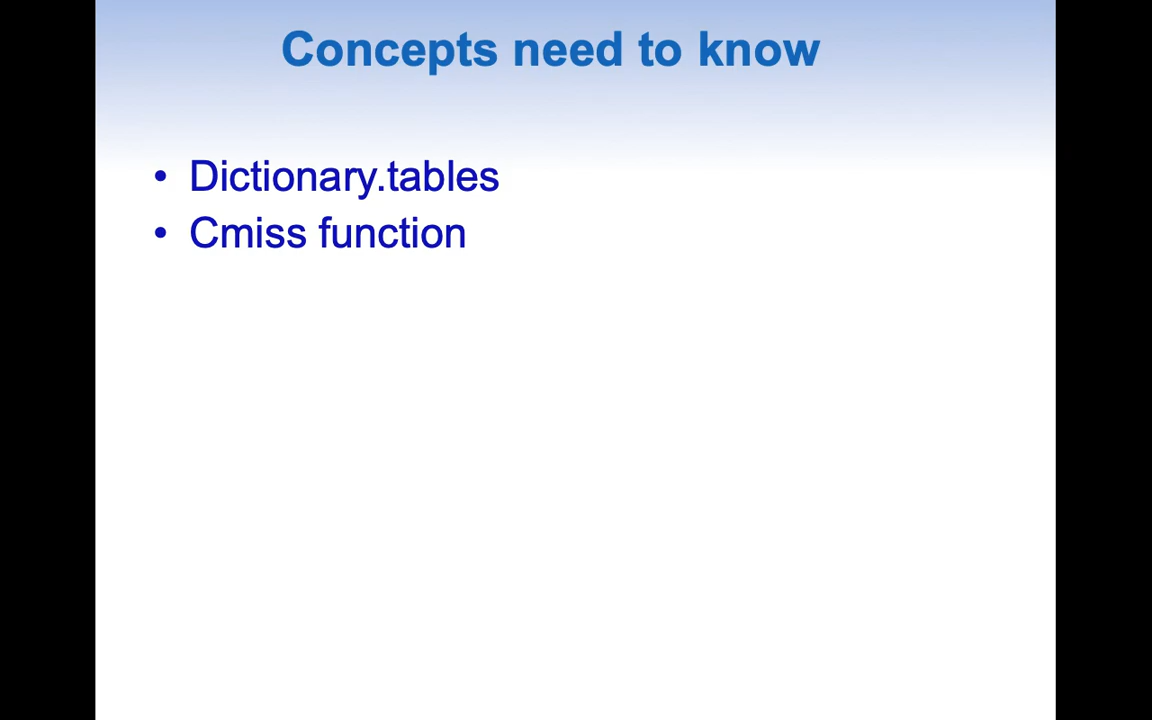 Concepts need to know
• Dictionary.tables
• Cmiss function